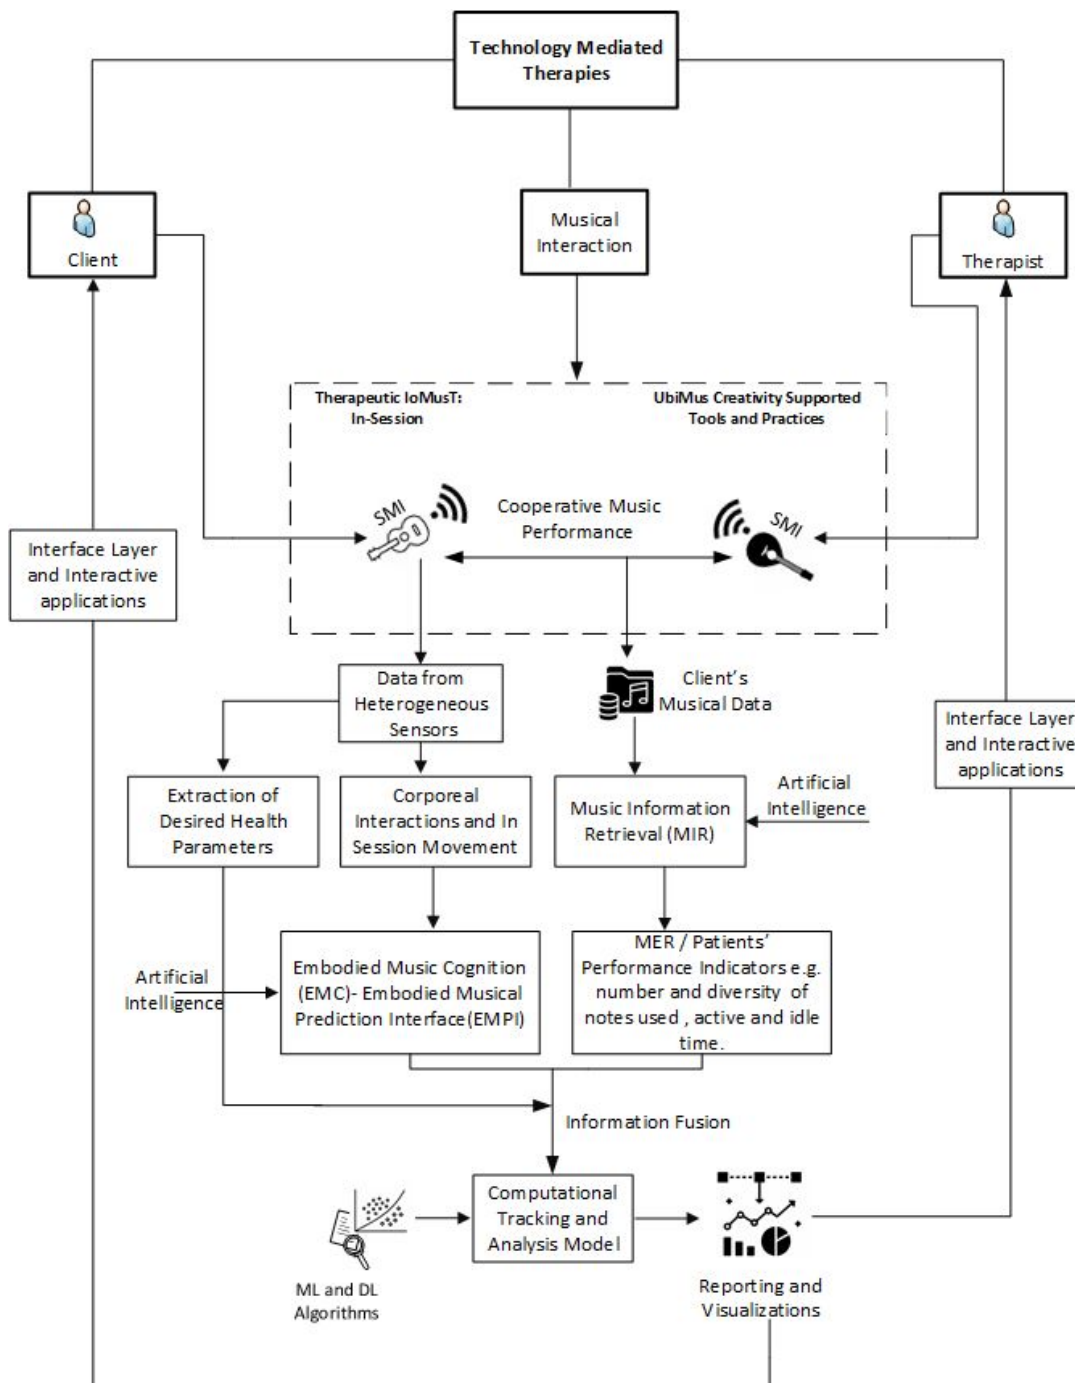 Technology Mediated
Therapies
Client
Musical
Interaction
Therapist
Therapeutic IoMusT:
In-Session
UbiMus Creativity Supported
Tools and Practices
SMI
Cooperative Music
Performance
SMI
Interface Layer
and Interactive
applications
Data from
Heterogeneous
Sensors
Client's
Musical Data
Interface Layer
and Interactive
applications
Extraction of
Desired Health
Parameters
Corporeal
Interactions and In
Session Movement
Music Information
Retrieval (MIR)
Artificial
Intelligence
Artificial
Intelligence
Embodied Music Cognition
(EMC)- Embodied Musical
Prediction Interface(EMPI)
MER / Patients'
Performance Indicators e.g.
number and diversity of
notes used , active and idle
time.
Information Fusion
ML and DL
Algorithms
Computational
Tracking and
Analysis Model
Reporting and
Visualizations